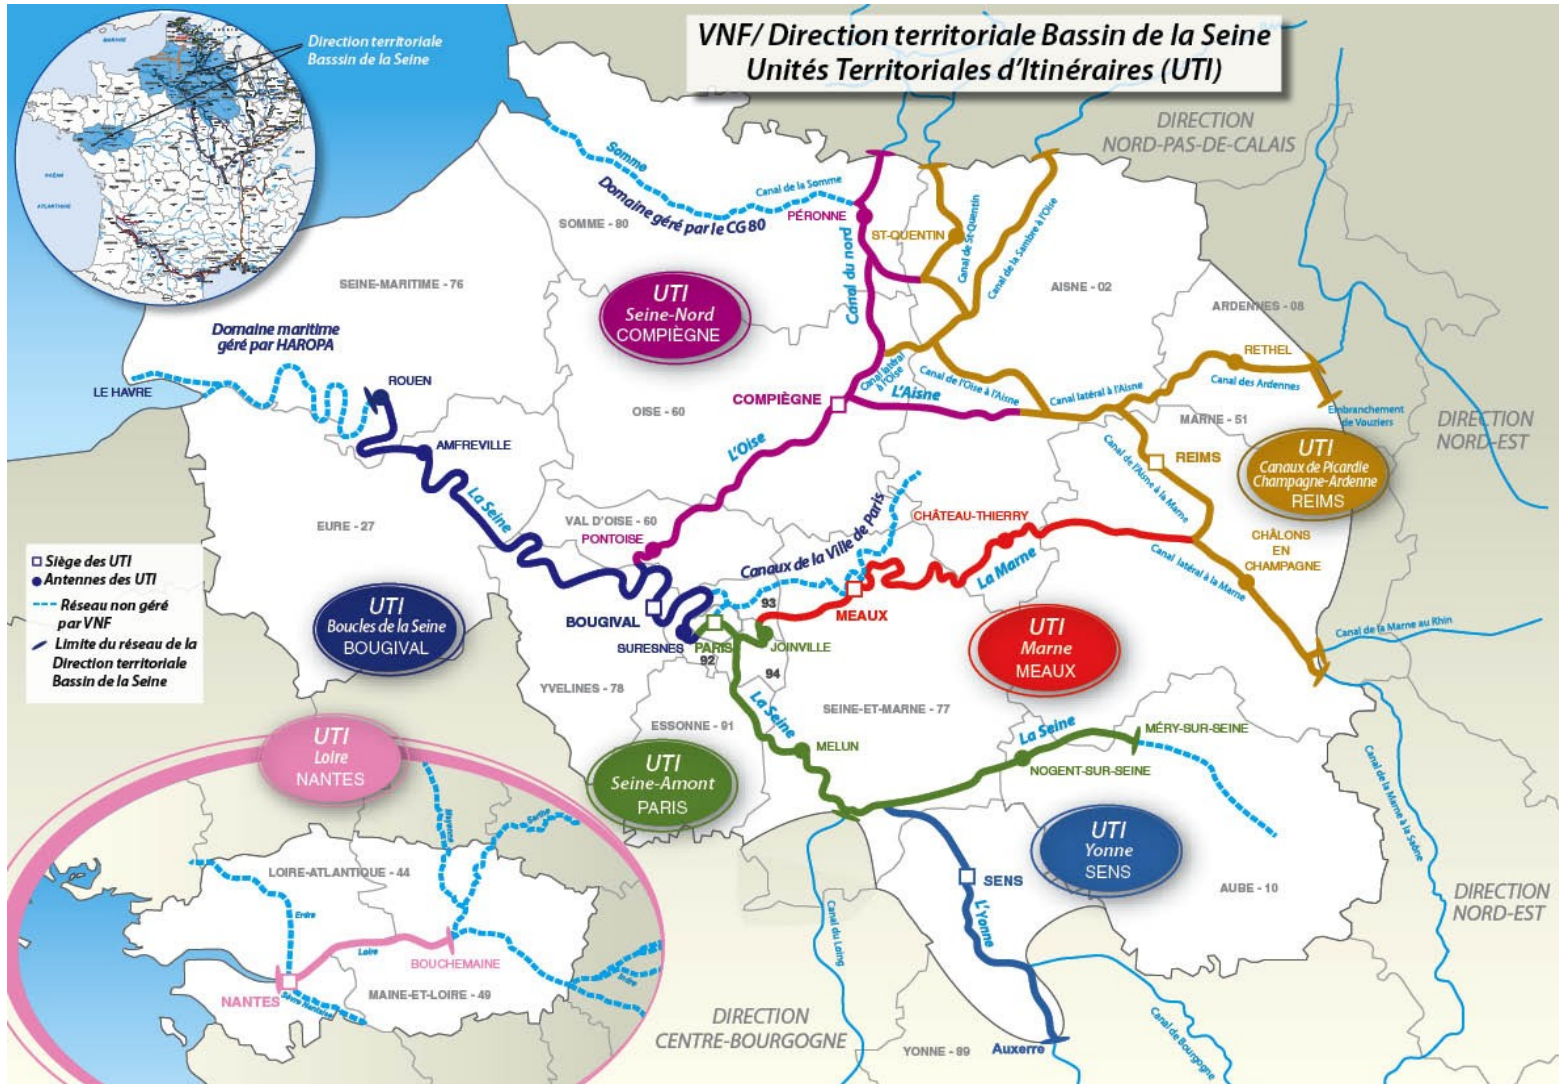 VNF/ Direction territoriale Bassin de la Seine
Unités Territoriales d'Itinéraires (UTI)
Direction territoriale
Basssin de la Seine
DIRECTION
NORD-PAS-DE-CALAIS
Somme
Canal de la Somme
Domaine géré par le CG 80
SOMME - 80
PÉRONNE
ST-QUENTIN
Canal de St-Quentin
Canal de la Sambre à l'Oise
Canal du nord
AISNE - 02
ARDENNES - 08
SEINE-MARITIME - 76
UTI
Seine-Nord
COMPIÈGNE
Domaine maritime
géré par HAROPA
LE HAVRE
ROUEN
RETHEL
Canal des Ardennes
Canal latéral
à l'Oise
Canal de l'Oise à l'Aisne
Canal latéral à l'Aisne
COMPIÈGNE
L'Aisne
OISE - 60
MARNE - 51
Embranchement
de Vouziers
DIRECTION
NORD-EST
AMFREVILLE
L'Oise
REIMS
Canal de l'Aisne à la Marne
UTI
Canaux de Picardie
Champagne-Ardenne
REIMS
La Seine
EURE - 27
VAL D'OISE - 60
PONTOISE
Canaux de la Ville de Paris
CHÂTEAU-THIERRY
CHÂLONS
EN
CHAMPAGNE
Canal latéral à la Marne
La Marne
Siège des UTI
Antennes des UTI
Réseau non géré
par VNF
Limite du réseau de la
Direction territoriale
Bassin de la Seine
UTI
Boucles de la Seine
BOUGIVAL
BOUGIVAL
SURESNES
PARIS
92
93
94
JOINVILLE
MEAUX
UTI
Marne
MEAUX
Canal de la Marne au Rhin
YVELINES - 78
ESSONNE - 91
SEINE-ET-MARNE - 77
La Seine
MELUN
La Seine
MÉRY-SUR-SEINE
NOGENT-SUR-SEINE
Canal de la Marne à la Saône
UTI
Loire
NANTES
UTI
Seine-Amont
PARIS
UTI
Yonne
SENS
SENS
L'Yonne
AUBE - 10
DIRECTION
NORD-EST
Mayenne
Sarthe
LOIRE-ATLANTIQUE - 44
Erdre
Loire
BOUCHEMAINE
Indre
NANTES
Sèvre Nantaise
MAINE-ET-LOIRE - 49
Canal du Loing
DIRECTION
CENTRE-BOURGOGNE
YONNE - 89
Auxerre
Canal de Bourgogne